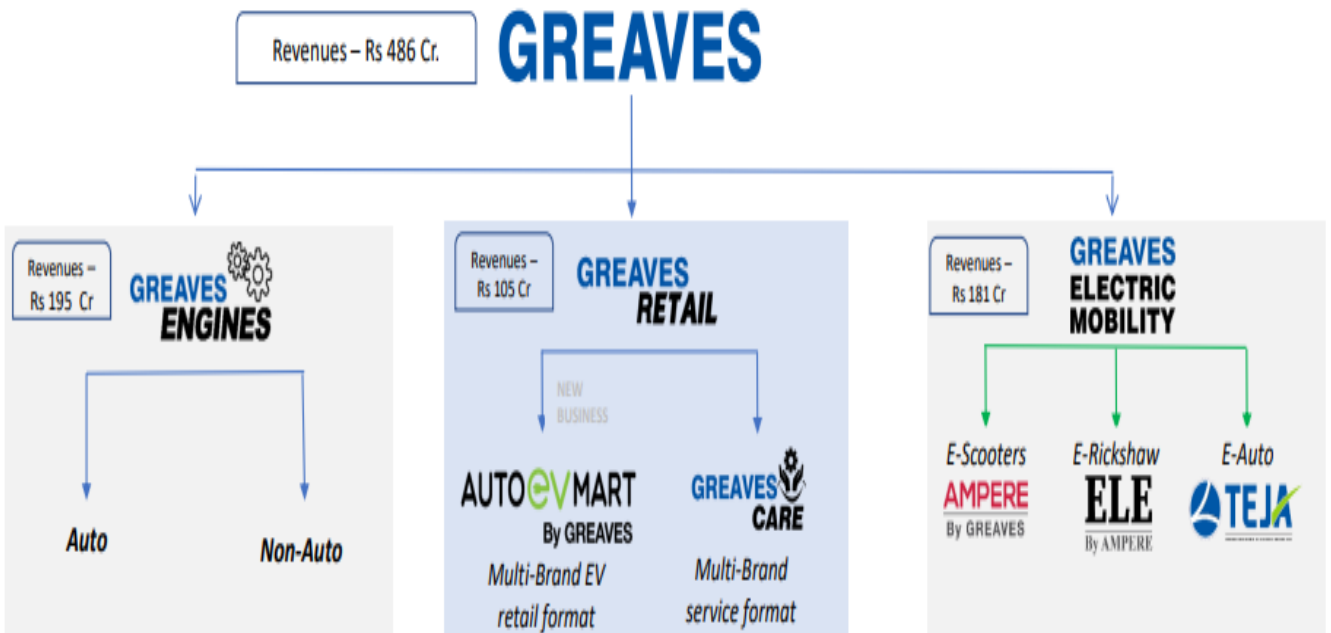 Revenues – Rs 486 Cr.
GREAVES
Revenues –
Rs 195 Cr
GREAVES
ENGINES
Auto
Non-Auto
Revenues –
Rs 105 Cr
GREAVES
RETAIL
NEW
BUSINESS
AUTOeVMART
By GREAVES
Multi-Brand EV
retail format
GREAVES
CARE
Multi-Brand
service format
Revenues –
Rs 181 Cr
GREAVES
ELECTRIC
MOBILITY
E-Scooters
AMPERE
By GREAVES
E-Rickshaw
ELE
By AMPERE
E-Auto
TEJA